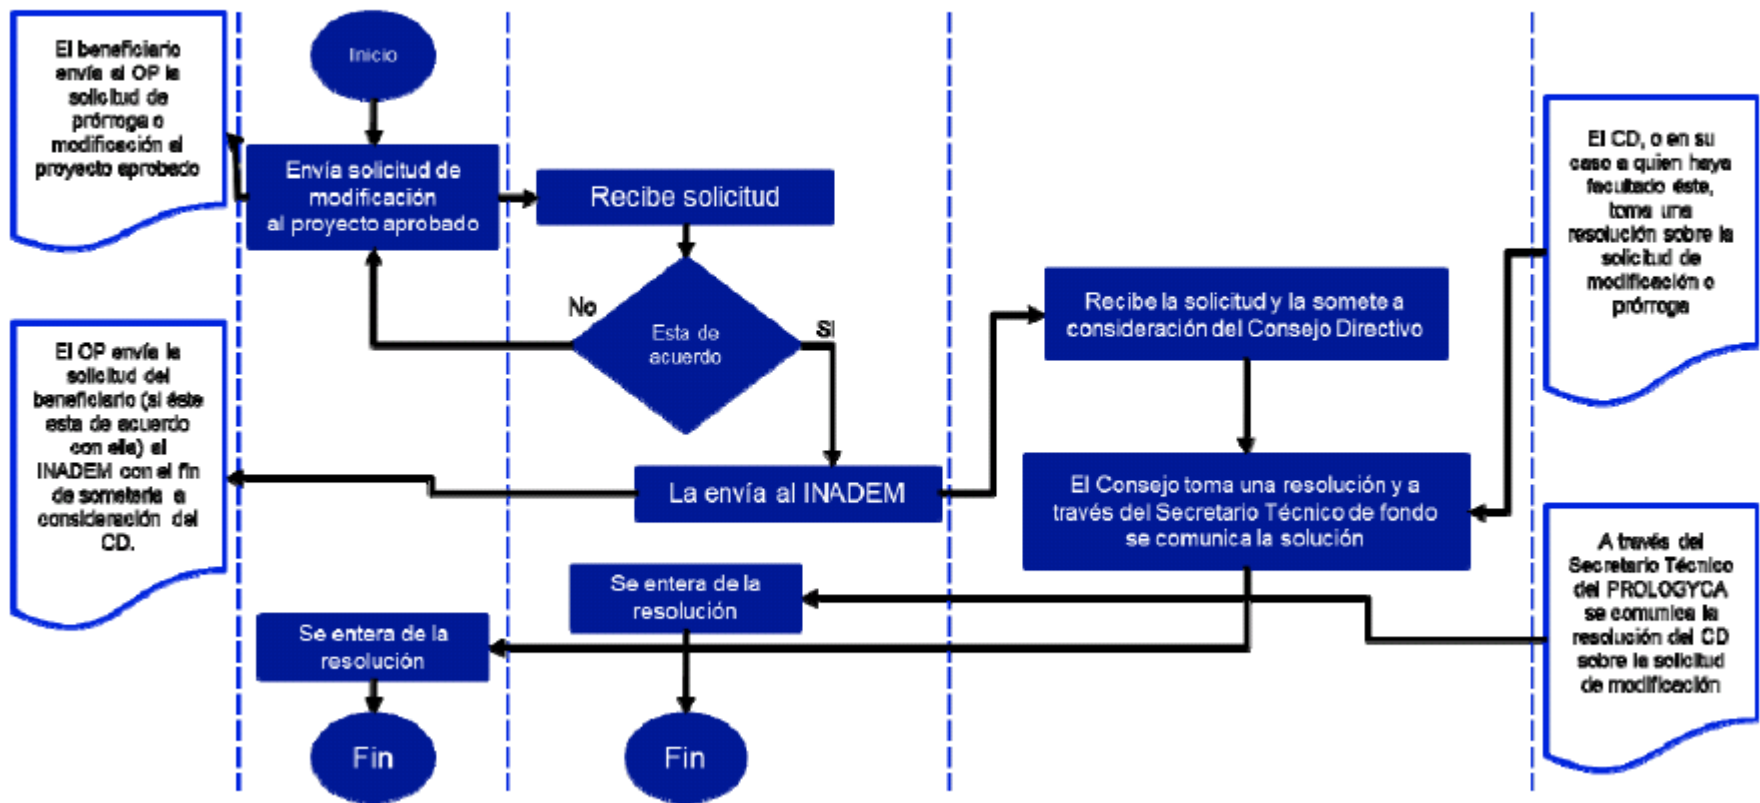 El beneficiario
envía al OP la
solicitud de
prórroga o
modificación al
proyecto aprobado
Inicio
Envía solicitud de
modificación
al proyecto aprobado
Recibe solicitud
No
Esta de
acuerdo
SI
La envía al INADEM
El OP envía la
solicitud del
beneficiario (si éste
esta de acuerdo
con ella) al
INADEM con el fin
de someterla a
consideración del
CD.
Recibe la solicitud y la somete a
consideración del Consejo Directivo
El Consejo toma una resolución y a
través del Secretario Técnico de fondo
se comunica la solución
El CD, o en su
caso a quien haya
facultado éste,
toma una
resolución sobre la
solicitud de
modificación o
prórroga
A través del
Secretario Técnico
del PROLOGYCA
se comunica la
resolución del CD
sobre la solicitud
de modificación
Se entera de la
resolución
Se entera de la
resolución
Fin
Fin